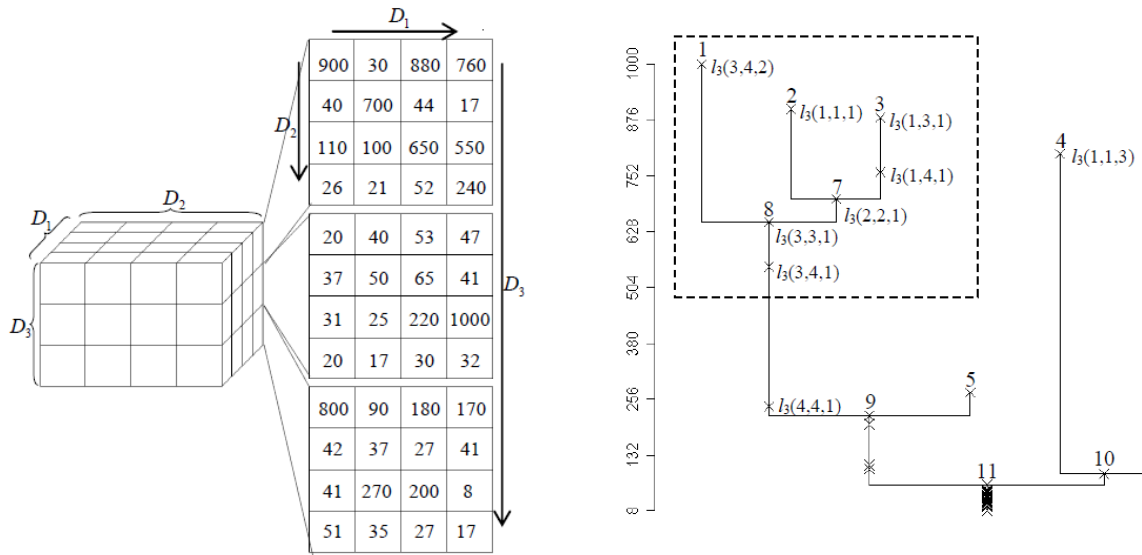 D₁
D₂
D₃
D₁
D₂
D₃
900 30 880 760
40 700 44 17
110 100 650 550
26 21 52 240
20 40 53 47
37 50 65 41
31 25 220 1000
20 17 30 32
800 90 180 170
42 37 27 41
41 270 200 8
51 35 27 17
1000
876
752
628
504
380
256
132
8
1
l₃(3,4,2)
2
l₃(1,1,1)
3
l₃(1,3,1)
l₃(1,4,1)
7
l₃(2,2,1)
8
l₃(3,3,1)
l₃(3,4,1)
4
l₃(1,1,3)
5
9
l₃(4,4,1)
10
11